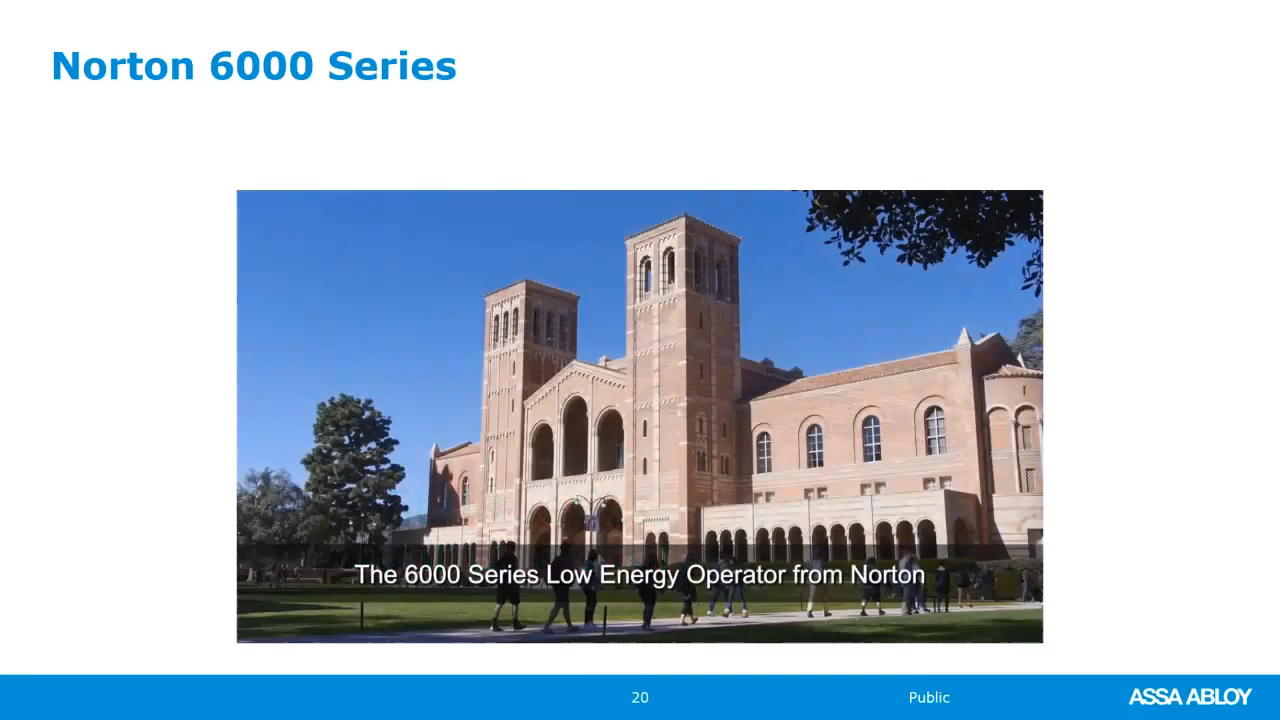 Norton 6000 Series
The 6000 Series Low Energy Operator from Norton
20
Public
ASSA ABLOY